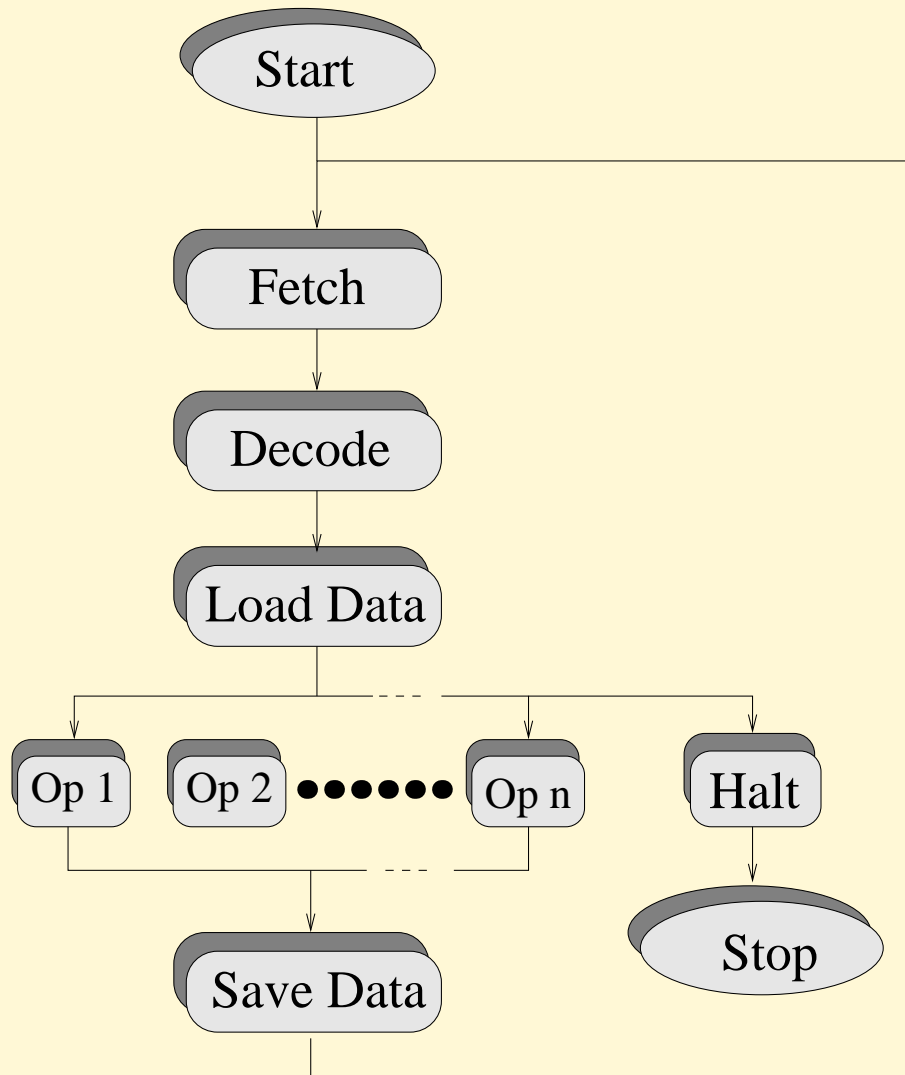 Start
Fetch
Decode
Load Data
Op 1 Op 2 Op n Halt
Stop
Save Data